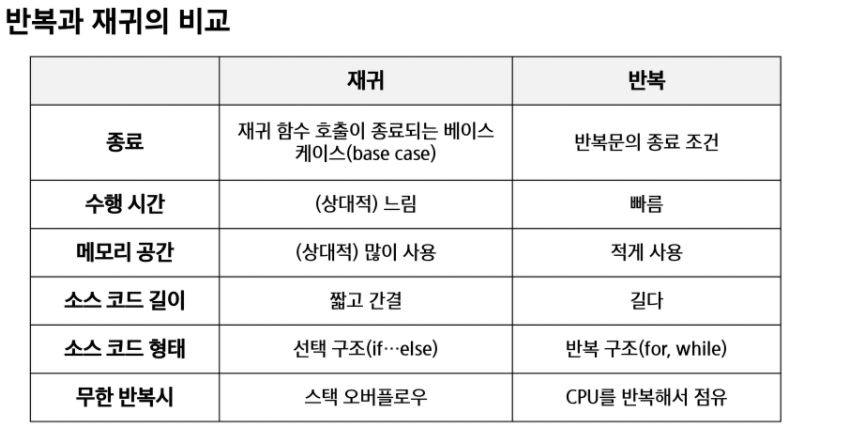 반복과 재귀의 비교
재귀 반복
종료 재귀 함수 호출이 종료되는 베이스
케이스(base case) 반복문의 종료 조건
수행 시간 (상대적) 느림 빠름
메모리 공간 (상대적) 많이 사용 적게 사용
소스 코드 길이 짧고 간결 길다
소스 코드 형태 선택 구조(if…else) 반복 구조(for, while)
무한 반복시 스택 오버플로우 CPU를 반복해서 점유